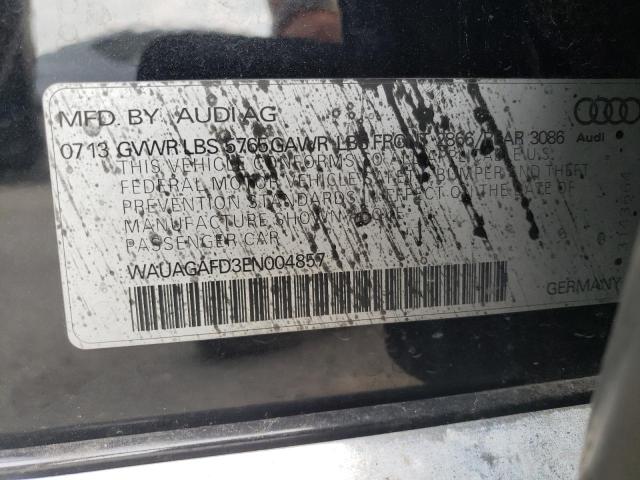 MFD. BY AUDI AG
07 13 GVWR LBS 5765 GAWR LBS FRONT 2866 / REAR 3086
Audi
THIS VEHICLE CONFORMS TO ALL APPLICABLE U.S.
FEDERAL MOTOR VEHICLE SAFETY BUMPER AND THEFT
PREVENTION STANDARDS IN EFFECT ON THE DATE OF
MANUFACTURE SHOWN ABOVE
PASSENGER CAR
WAUAGAFD3EN004857
GERMANY